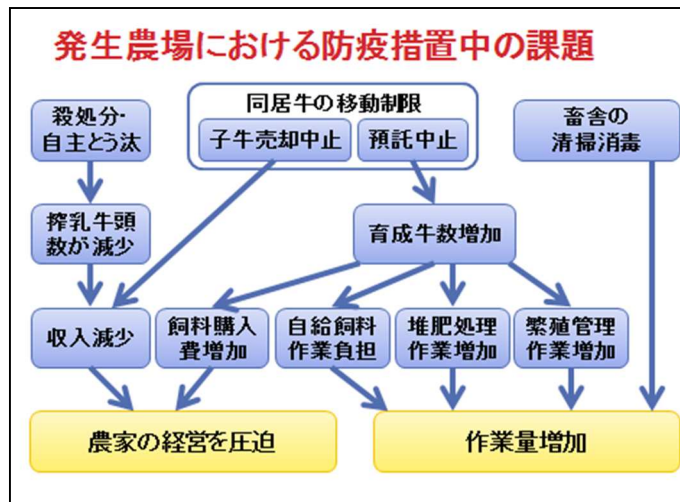 発生農場における防疫措置中の課題
殺処分・
自主とう汰
同居牛の移動制限
子牛売却中止
預託中止
畜舎の
清掃消毒
搾乳牛頭
数が減少
育成牛数増加
収入減少
飼料購入
費増加
自給飼料
作業負担
堆肥処理
作業増加
繁殖管理
作業増加
農家の経営を圧迫
作業量増加